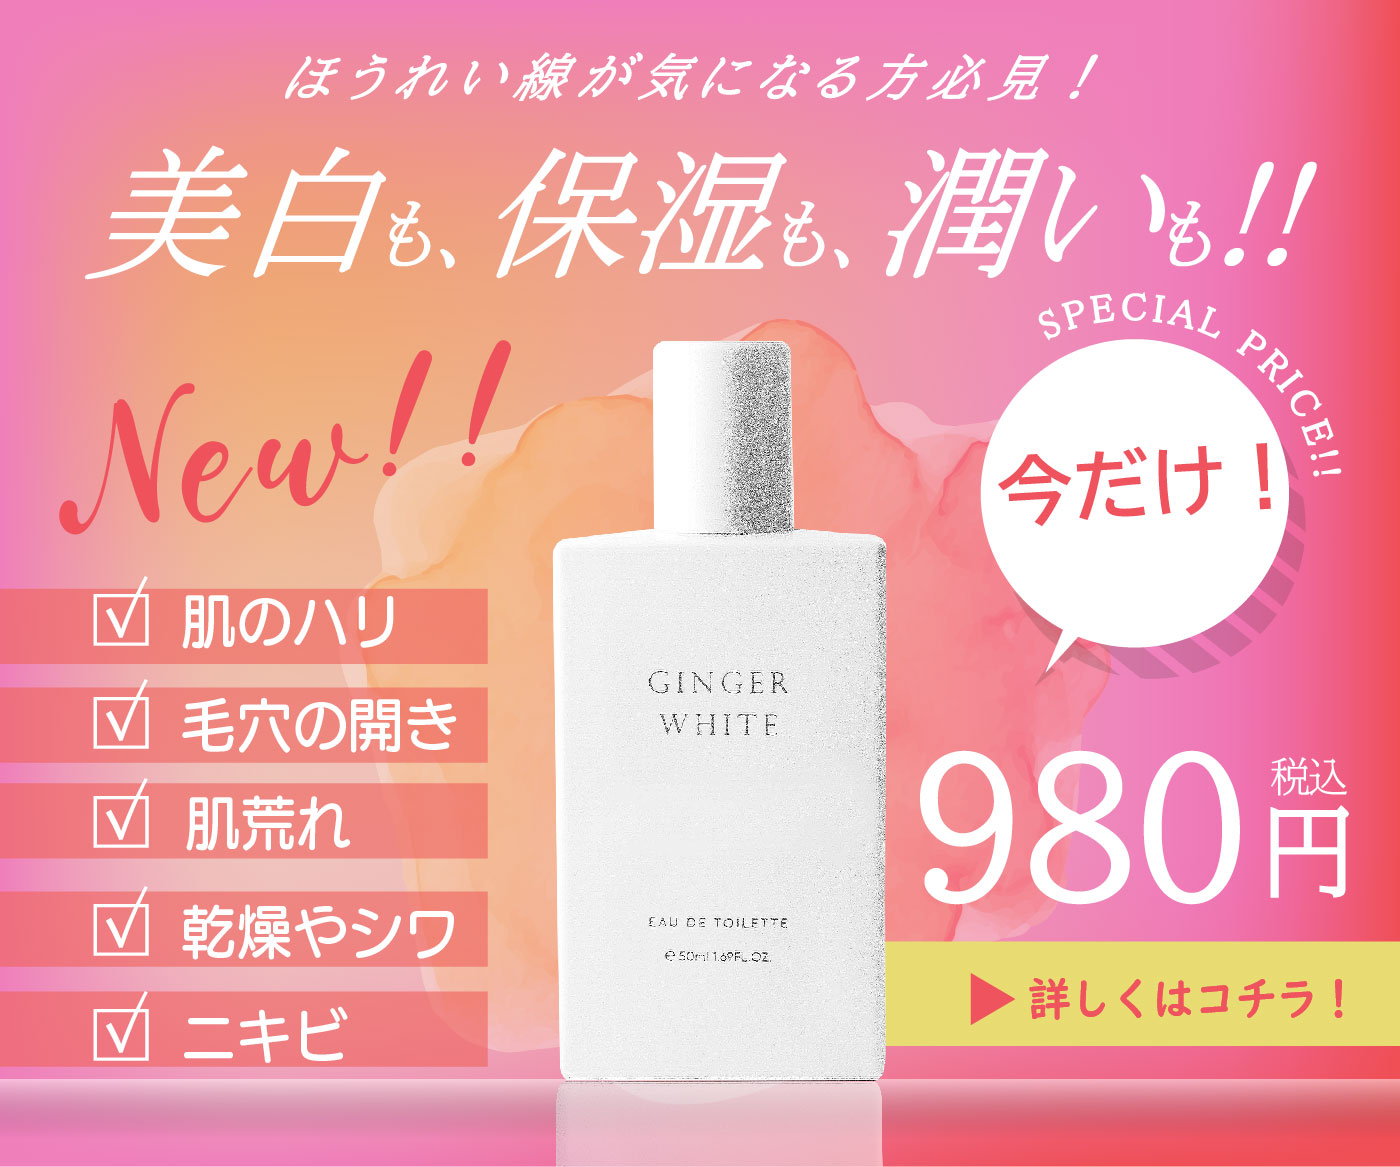 ほうれい線が気になる方必見！
美白も、保湿も、潤いも!!
New!!
SPECIAL PRICE!!
今だけ！
肌のハリ
毛穴の開き
肌荒れ
乾燥やシワ
ニキビ
GINGER
WHITE
EAU DE TOILETTE
℮50ml 1.69FL.OZ.
980円
税込
▶詳しくはコチラ！